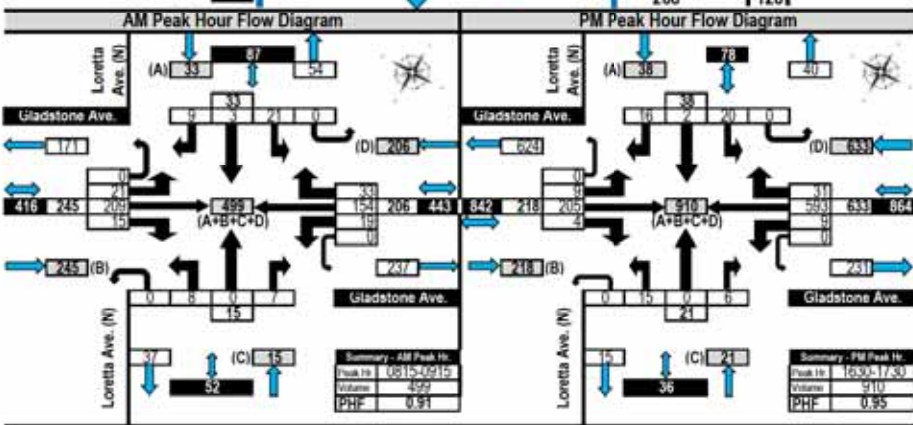 208 | 128
AM Peak Hour Flow Diagram
PM Peak Hour Flow Diagram
Loretta Ave. (N)
(A) 33 87 54
33
9 3 21 0
Gladstone Ave.
171
(D) 206
0
21
416 245 209
15
499
(A+B+C+D)
33
154 206 443
19
0
245 (B)
237
0 8 0 7
15
Gladstone Ave.
Loretta Ave. (N)
37
(C) 15
52
Summary - AM Peak Hr.
Peak Hr. 0815-0915
Volume 499
PHF 0.91
Loretta Ave. (N)
(A) 38 78 40
38
16 2 20 0
Gladstone Ave.
624
(D) 633
0
9
842 218 205
4
910
(A+B+C+D)
31
593 633 864
9
0
218 (B)
231
0 15 0 6
21
Gladstone Ave.
Loretta Ave. (N)
15
(C) 21
36
Summary - PM Peak Hr.
Peak Hr. 1630-1730
Volume 910
PHF 0.95